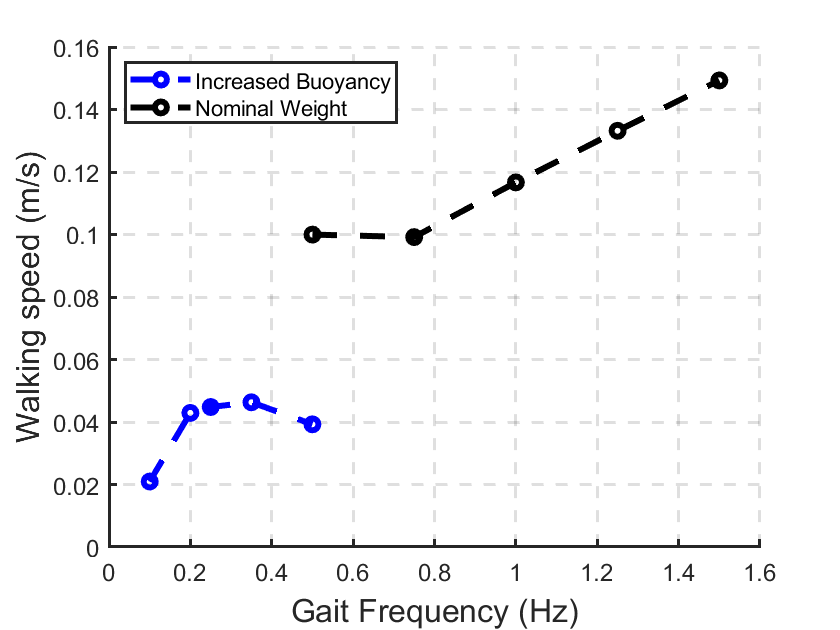 0.16
0.14
0.12
0.1
0.08
0.06
0.04
0.02
0
Walking speed (m/s)
Increased Buoyancy
Nominal Weight
0 0.2 0.4 0.6 0.8 1 1.2 1.4 1.6
Gait Frequency (Hz)